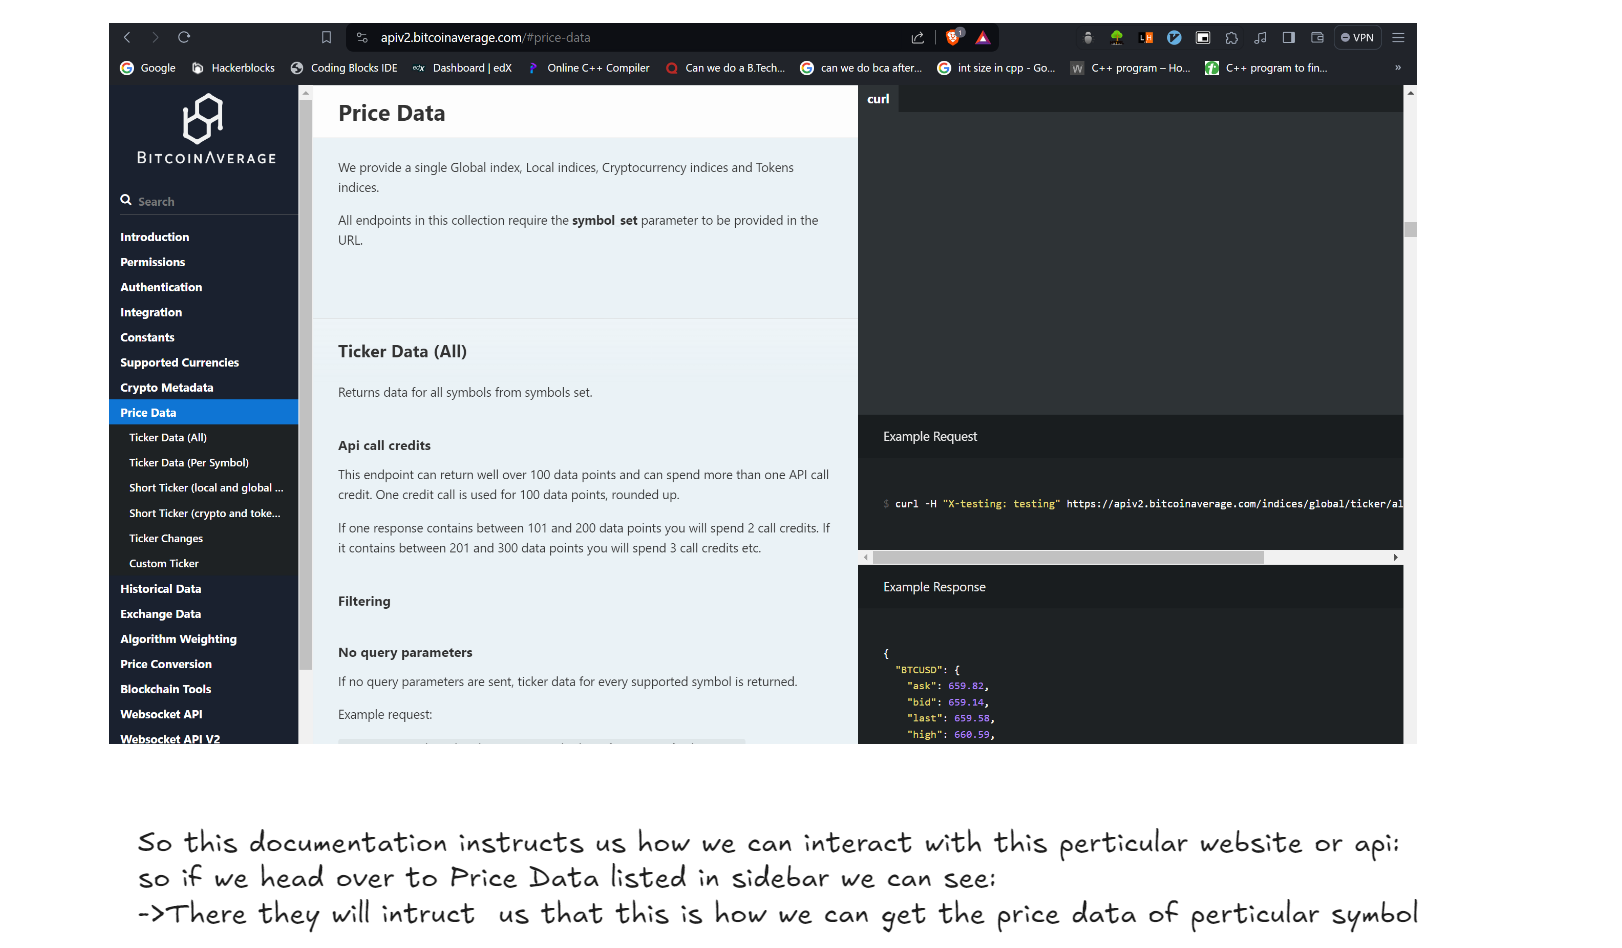 apiv2.bitcoinaverage.com/#price-data
1
LH
VPN
Google
Hackerblocks
Coding Blocks IDE
edX Dashboard | edX
Online C++ Compiler
Can we do a B.Tech...
can we do bca after...
int size in cpp - Go...
W C++ program – Ho...
C++ program to fin...
»
BITCOINAVERAGE
Search
Introduction
Permissions
Authentication
Integration
Constants
Supported Currencies
Crypto Metadata
Price Data
Ticker Data (All)
Ticker Data (Per Symbol)
Short Ticker (local and global ...
Short Ticker (crypto and toke...
Ticker Changes
Custom Ticker
Historical Data
Exchange Data
Algorithm Weighting
Price Conversion
Blockchain Tools
Websocket API
Websocket API V2
Price Data
We provide a single Global index, Local indices, Cryptocurrency indices and Tokens
indices.
All endpoints in this collection require the symbol set parameter to be provided in the
URL.
Ticker Data (All)
Returns data for all symbols from symbols set.
Api call credits
This endpoint can return well over 100 data points and can spend more than one API call
credit. One credit call is used for 100 data points, rounded up.
If one response contains between 101 and 200 data points you will spend 2 call credits. If
it contains between 201 and 300 data points you will spend 3 call credits etc.
Filtering
No query parameters
If no query parameters are sent, ticker data for every supported symbol is returned.
Example request:
curl
Example Request
$ curl -H "X-testing: testing" https://apiv2.bitcoinaverage.com/indices/global/ticker/al
Example Response
{
"BTCUSD": {
"ask": 659.82,
"bid": 659.14,
"last": 659.58,
"high": 660.59,
So this documentation instructs us how we can interact with this perticular website or api:
so if we head over to Price Data listed in sidebar we can see:
->There they will intruct us that this is how we can get the price data of perticular symbol